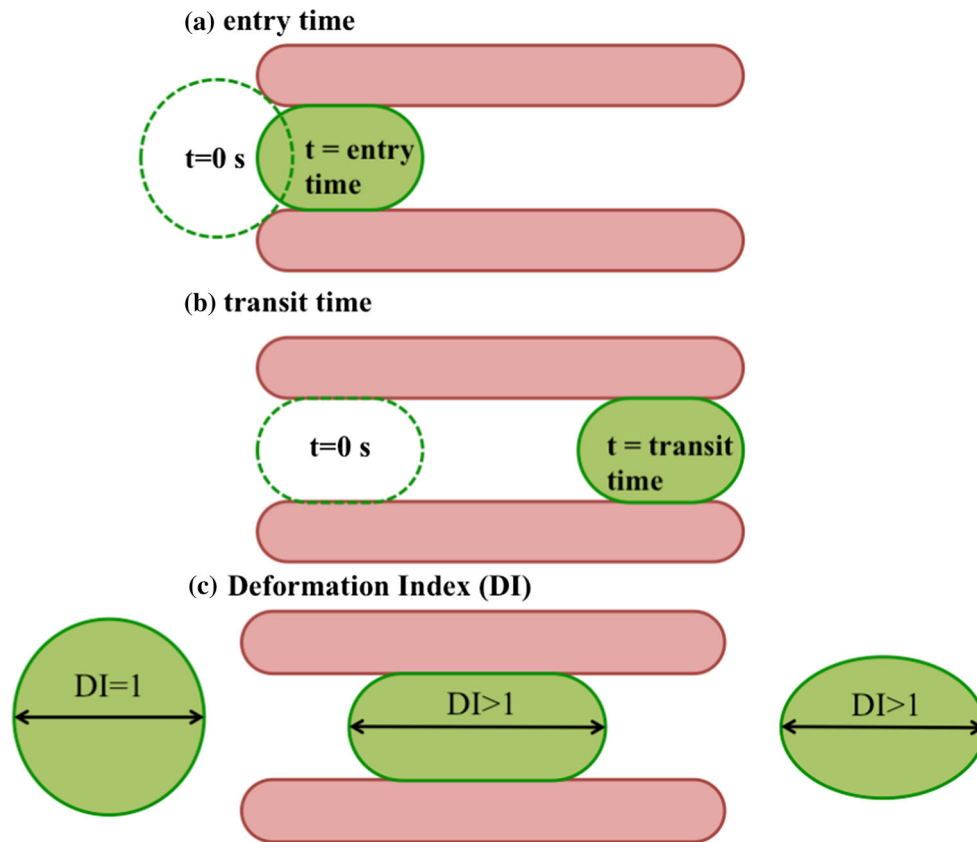 (a) entry time
t=0 s
t = entry
time
(b) transit time
t=0 s
t = transit
time
(c) Deformation Index (DI)
DI=1
DI>1
DI>1